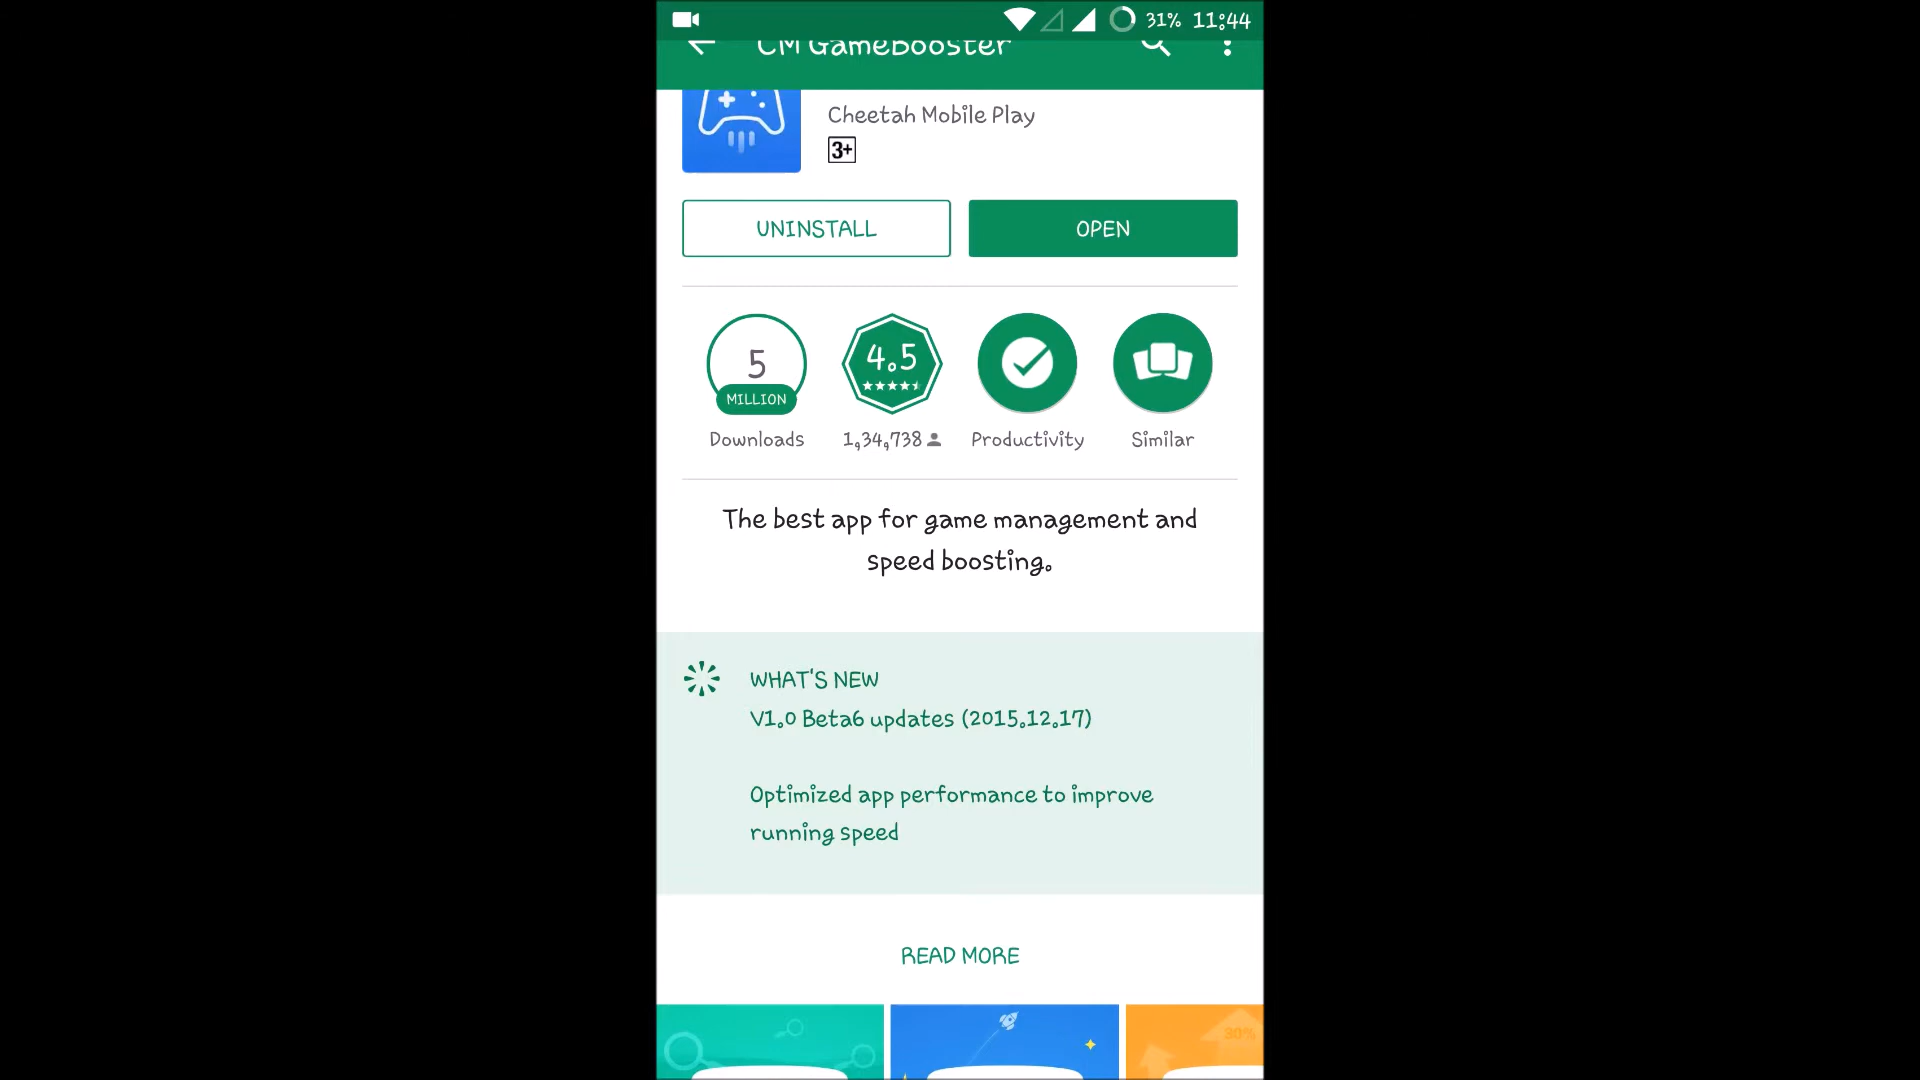 31% 11:44
CM GameBooster
Cheetah Mobile Play
3+
UNINSTALL
OPEN
5
MILLION
Downloads
4.5
1,34,738
Productivity
Similar
The best app for game management and
speed boosting.
WHAT'S NEW
V1.0 Beta6 updates (2015.12.17)
Optimized app performance to improve
running speed
READ MORE
30%